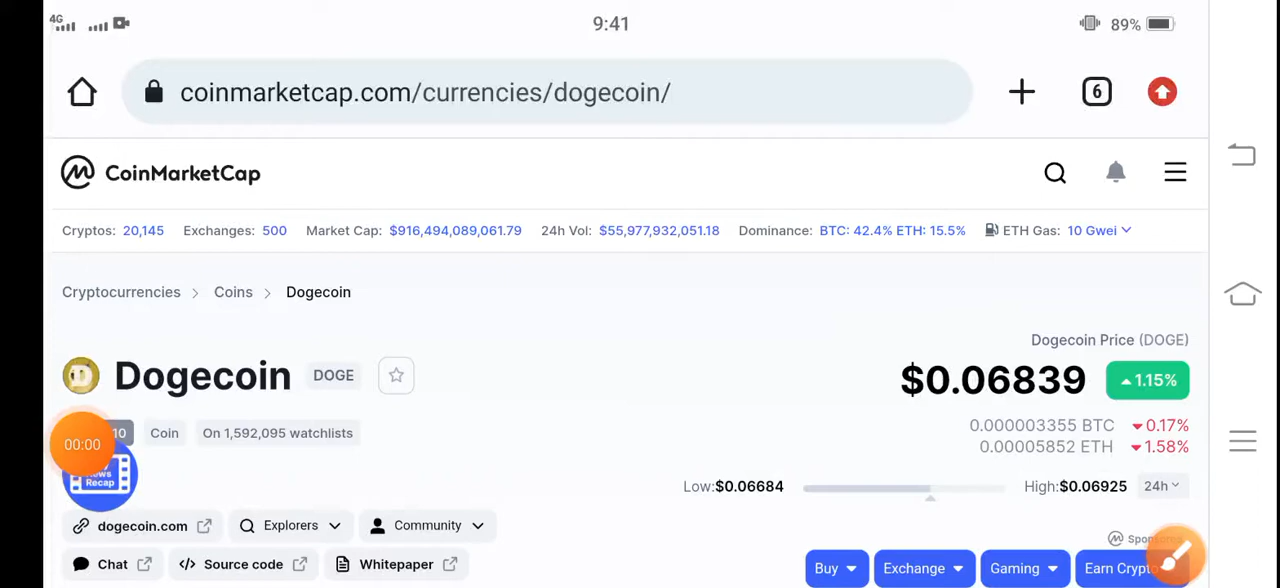 4G 9:41 89%
coinmarketcap.com/currencies/dogecoin/ 6
CoinMarketCap
Cryptos: 20,145 Exchanges: 500 Market Cap: $916,494,089,061.79 24h Vol: $55,977,932,051.18 Dominance: BTC: 42.4% ETH: 15.5% ETH Gas: 10 Gwei
Cryptocurrencies > Coins > Dogecoin
Dogecoin Price (DOGE)
Dogecoin DOGE $0.06839 1.15%
0.000003355 BTC 0.17%
10 Coin On 1,592,095 watchlists
00:00
0.00005852 ETH 1.58%
Recap
Low:$0.06684 High:$0.06925 24h
dogecoin.com Explorers Community
Chat Source code Whitepaper
Buy Exchange Gaming Earn Crypto